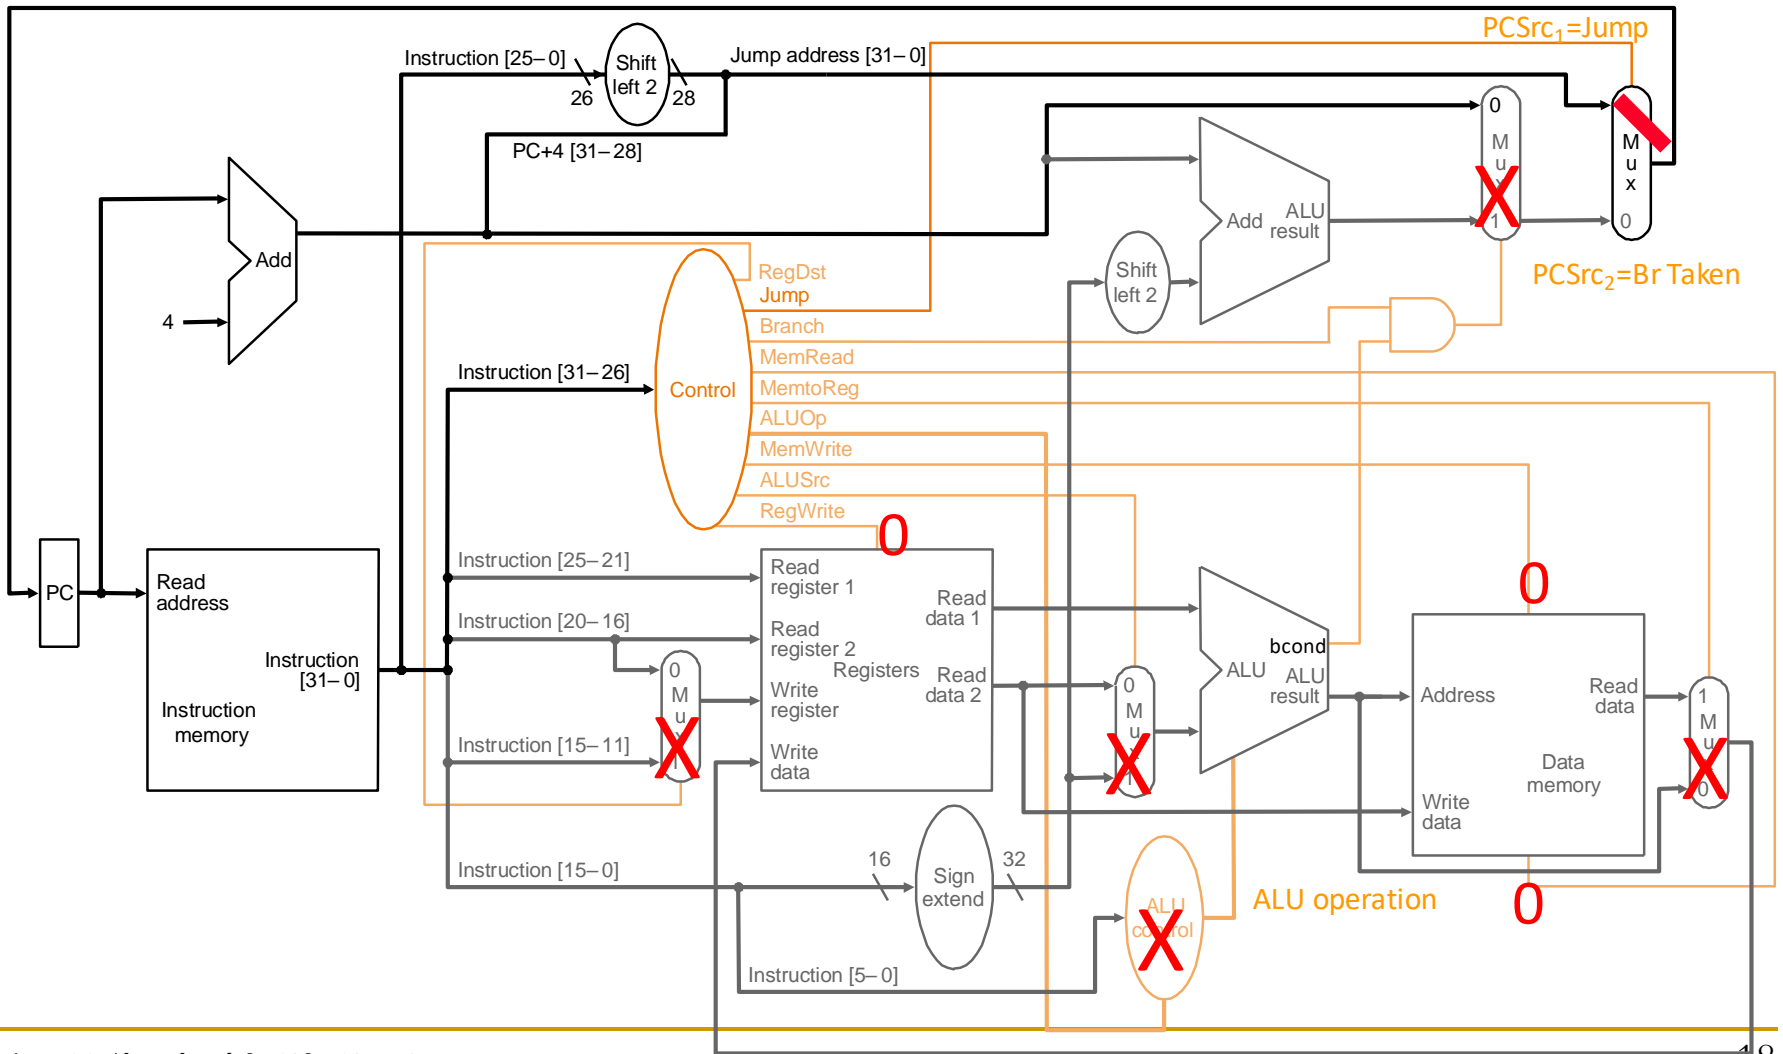 PCSrc1=Jump
Instruction [25–0]
Shift
left 2
Jump address [31–0]
26
28
0
M
u
x
M
u
x
1
0
PC+4 [31–28]
Add
ALU
result
Add
4
Shift
left 2
PCSrc2=Br Taken
RegDst
Jump
Branch
MemRead
MemtoReg
ALUOp
MemWrite
ALUSrc
RegWrite
Instruction [31–26]
Control
0
Instruction [25–21]
Read
register 1
Read
data 1
0
PC
Read
address
Instruction [20–16]
Read
register 2
Registers
Read
data 2
bcond
ALU
ALU
result
Instruction
[31–0]
Instruction
memory
0
M
u
X
Write
register
0
M
u
X
Address
Read
data
1
M
u
X
0
Instruction [15–11]
Write
data
Data
memory
Write
data
Instruction [15–0]
16
Sign
extend
32
ALU
control
X
ALU operation
0
Instruction [5–0]